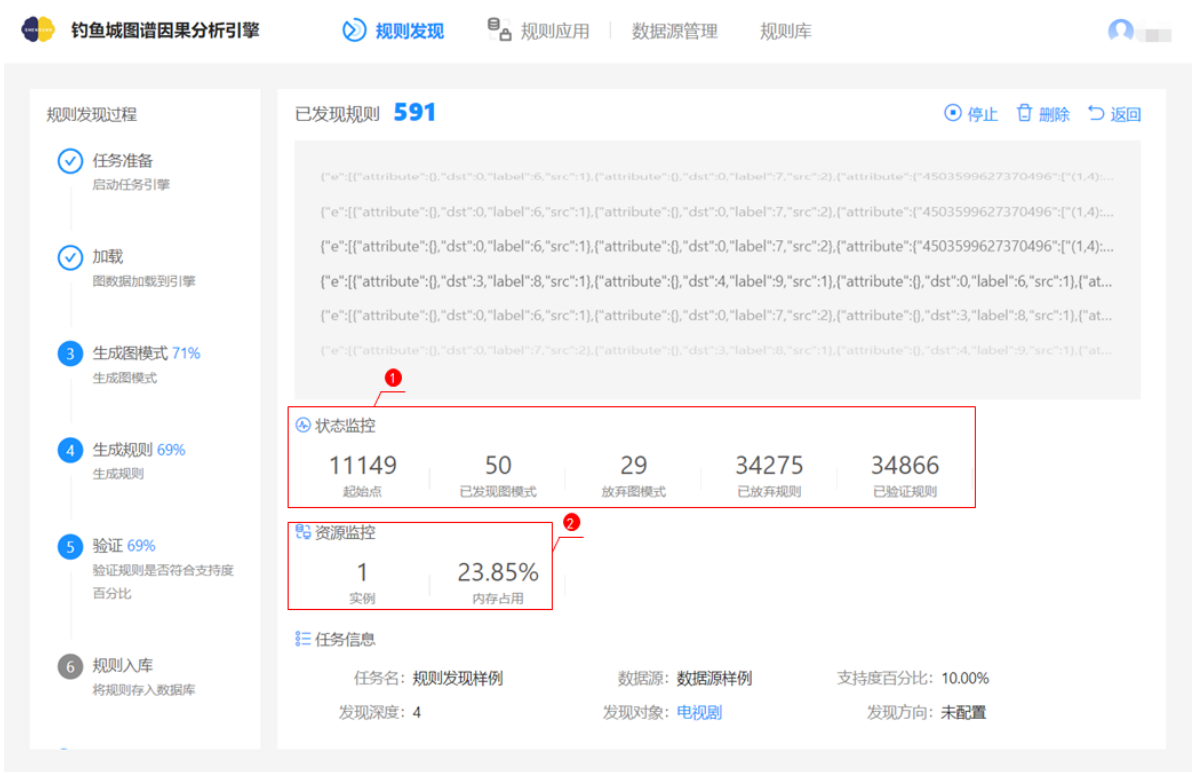 钓鱼城图谱因果分析引擎
规则发现
规则应用
数据源管理
规则库
规则发现过程
任务准备
启动任务引擎
加载
图数据加载到引擎
3
生成图模式 71%
生成图模式
4
生成规则 69%
生成规则
5
验证 69%
验证规则是否符合支持度
百分比
6
规则入库
将规则存入数据库
已发现规则 591
停止
删除
返回
{"e":[{"attribute":{},"dst":0,"label":6,"src":1},{"attribute":{},"dst":0,"label":7,"src":2},{"attribute":{"4503599627370496":["(1,4):...
{"e":[{"attribute":{},"dst":0,"label":6,"src":1},{"attribute":{},"dst":0,"label":7,"src":2},{"attribute":{"4503599627370496":["(1,4):...
{"e":[{"attribute":{},"dst":0,"label":6,"src":1},{"attribute":{},"dst":0,"label":7,"src":2},{"attribute":{"4503599627370496":["(1,4):...
{"e":[{"attribute":{},"dst":3,"label":8,"src":1},{"attribute":{},"dst":4,"label":9,"src":1},{"attribute":{},"dst":0,"label":6,"src":1},{"at...
{"e":[{"attribute":{},"dst":0,"label":6,"src":1},{"attribute":{},"dst":0,"label":7,"src":2},{"attribute":{},"dst":3,"label":8,"src":1},{"at...
{"e":[{"attribute":{},"dst":0,"label":7,"src":2},{"attribute":{},"dst":3,"label":8,"src":1},{"attribute":{},"dst":4,"label":9,"src":1},{"at...
1
状态监控
11149 50 29 34275 34866
起始点 已发现图模式 放弃图模式 已放弃规则 已验证规则
2
资源监控
1 23.85%
实例 内存占用
任务信息
任务名: 规则发现样例 数据源: 数据源样例 支持度百分比: 10.00%
发现深度: 4 发现对象: 电视剧 发现方向: 未配置